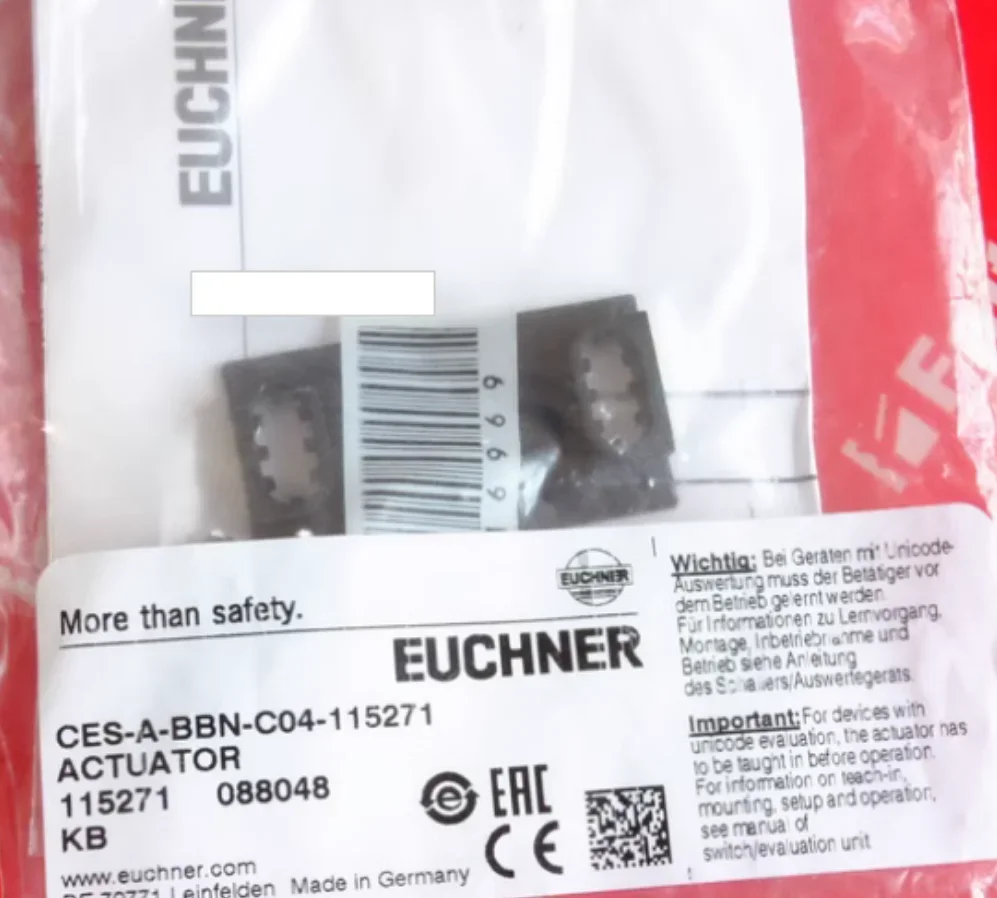 EUCHN
69969
More than safety.
EUCHNER
EUCHNER
CES-A-BBN-C04-115271
ACTUATOR
115271 088048
KB
www.euchner.com
Leinfelden Made in Germany
EAC
CE
Wichtig: Bei Geräten mit Unicode-
Auswertung muss der Betätiger vor
dem Betrieb gelernt werden.
Für Informationen zu Lernvorgang,
Montage, Inbetriebnahme und
Betrieb siehe Anleitung
des Schalters/Auswertegeräts.
Important: For devices with
unicode evaluation, the actuator has
to be taught in before operation.
For information on teach-in,
mounting, setup and operation,
see manual of
switch/evaluation unit